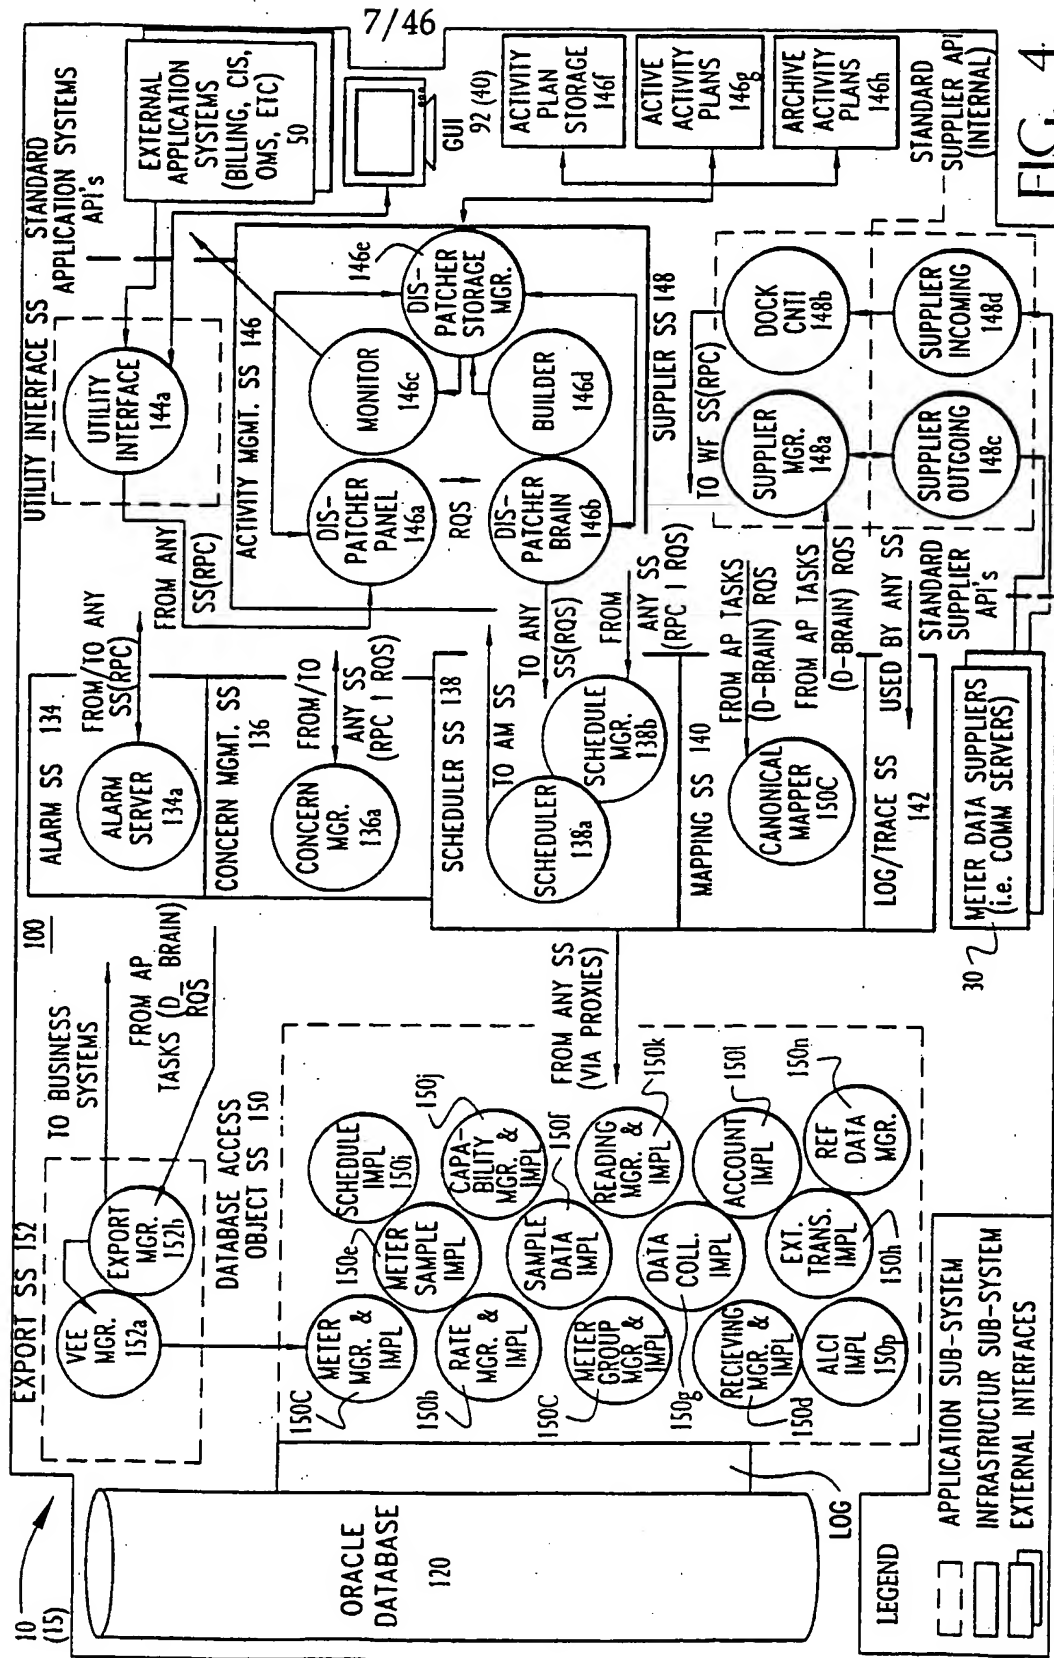 7/46
10
(15)
EXPORT SS 152
VEE
MGR.
152a
EXPORT
MGR.
152h
TO BUSINESS
SYSTEMS
FROM AP
TASKS (D_ BRAIN)
RQS
100
DATABASE ACCESS
OBJECT SS 150
ORACLE
DATABASE
120
LOG
150C
METER
MGR. &
IMPL
150b
RATE
MGR. &
IMPL
150C
METER
GROUP
MGR &
IMPL
150g
RECIEVING
MGR. &
IMPL
150d
ALCI
IMPL
150p
150e
METER
SAMPLE
IMPL
SAMPLE
DATA
IMPL
150f
DATA
COLL.
IMPL
EXT.
TRANS.
IMPL
150h
SCHEDULE
IMPL
150i
CAPA-
BILITY
MGR. &
IMPL
150j
READING
MGR. &
IMPL
150k
ACCOUNT
IMPL
150l
REF
DATA
MGR.
150n
FROM ANY SS
(VIA PROXIES)
ALARM SS 134
ALARM
SERVER
134a
FROM/TO ANY
SS(RPC)
CONCERN MGMT. SS
136
CONCERN
MGR.
136a
FROM/TO
ANY SS
(RPC I RQS)
SCHEDULER SS 138
SCHEDULER
138a
SCHEDULE
MGR.
138b
TO AM SS
TO ANY
SS(RQS)
FROM
ANY SS
(RPC I RQS)
MAPPING SS 140
CANONICAL
MAPPER
150C
FROM AP TASKS
(D-BRAIN) RQS
FROM AP TASKS
(D-BRAIN) RQS
LOG/TRACE SS
142
USED BY ANY SS
30
METER DATA SUPPLIERS
(i.e. COMM SERVERS)
STANDARD
SUPPLIER
API's
UTILITY INTERFACE SS
UTILITY
INTERFACE
144a
FROM ANY
SS(RPC)
STANDARD
APPLICATION SYSTEMS
API's
EXTERNAL
APPLICATION
SYSTEMS
(BILLING, CIS,
OMS, ETC)
50
GUI
92 (40)
ACTIVITY MGMT. SS 146
DIS-
PATCHER
PANEL
146a
RQS
DIS-
PATCHER
BRAIN
146b
MONITOR
146c
BUILDER
146d
DIS-
PATCHER
STORAGE
MGR.
146e
ACTIVITY
PLAN
STORAGE
146f
ACTIVE
ACTIVITY
PLANS
146g
ARCHIVE
ACTIVITY
PLANS
146h
SUPPLIER SS 148
TO WF SS(RPC)
SUPPLIER
MGR.
148a
DOCK
CNTI
148b
SUPPLIER
OUTGOING
148c
SUPPLIER
INCOMING
148d
STANDARD
SUPPLIER API
(INTERNAL)
LEGEND
APPLICATION SUB-SYSTEM
INFRASTRUCTUR SUB-SYSTEM
EXTERNAL INTERFACES
FIG. 4